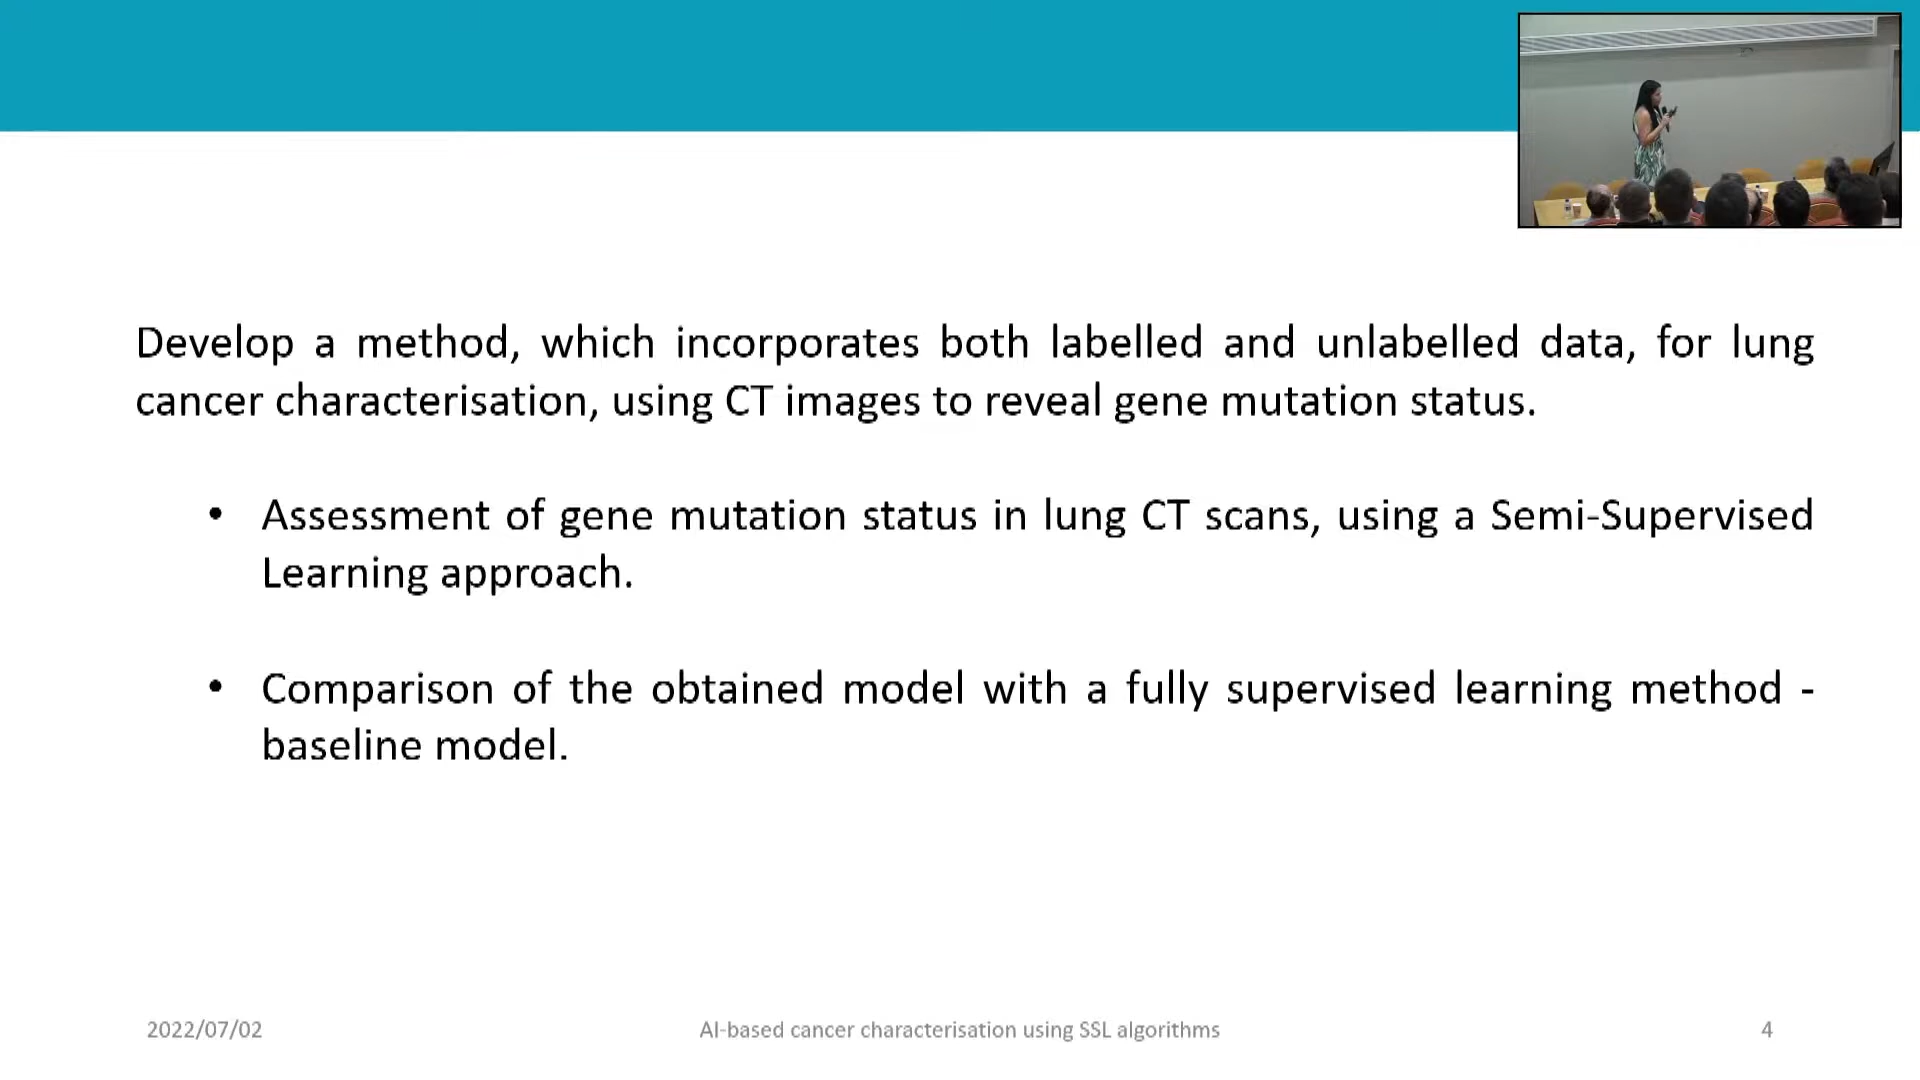 Develop a method, which incorporates both labelled and unlabelled data, for lung
cancer characterisation, using CT images to reveal gene mutation status.
• Assessment of gene mutation status in lung CT scans, using a Semi-Supervised
Learning approach.
• Comparison of the obtained model with a fully supervised learning method -
baseline model.
2022/07/02
AI-based cancer characterisation using SSL algorithms
4